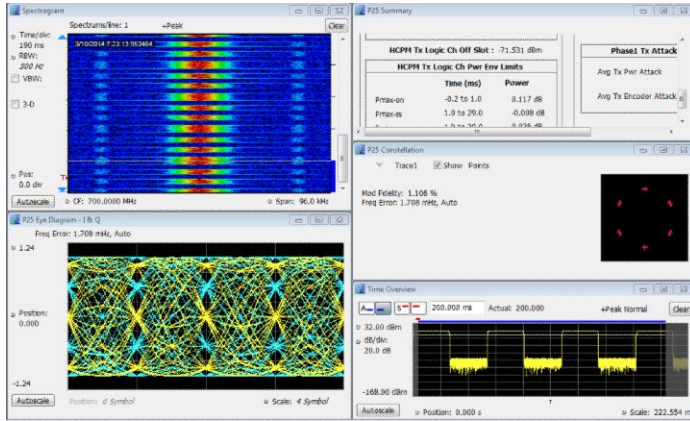 Spectrogram
Spectrums/line: 1
+Peak
Clear
Time/div:
190 ms
RBW:
300 Hz
VBW:
3-D
Pos:
0.0 div
Autoscale
3/10/2014 7:23:13.953464
CF: 700.0000 MHz
Span: 96.0 kHz
P25 Summary
HCPM Tx Logic Ch Off Slot : -71.531 dBm
HCPM Tx Logic Ch Pwr Env Limits
Time (ms) Power
Pmax-on -0.2 to 1.0 0.117 dB
Pmax-ss 1.0 to 29.0 -0.008 dB
Phase1 Tx Attack
Avg Tx Pwr Attack
Avg Tx Encoder Attack
P25 Constellation
Trace1 Show Points
Mod Fidelity: 1.106 %
Freq Error: 1.708 mHz, Auto
P25 Eye Diagram - I & Q
Freq Error: 1.708 mHz, Auto
1.24
Position:
0.000
-1.24
Autoscale
Position: 0 Symbol
Scale: 4 Symbol
Time Overview
200.000 ms
Actual: 200.000
+Peak Normal
Clear
32.00 dBm
dB/div:
20.0 dB
-168.00 dBm
Autoscale
Position: 0.000 s
Scale: 222.554 m